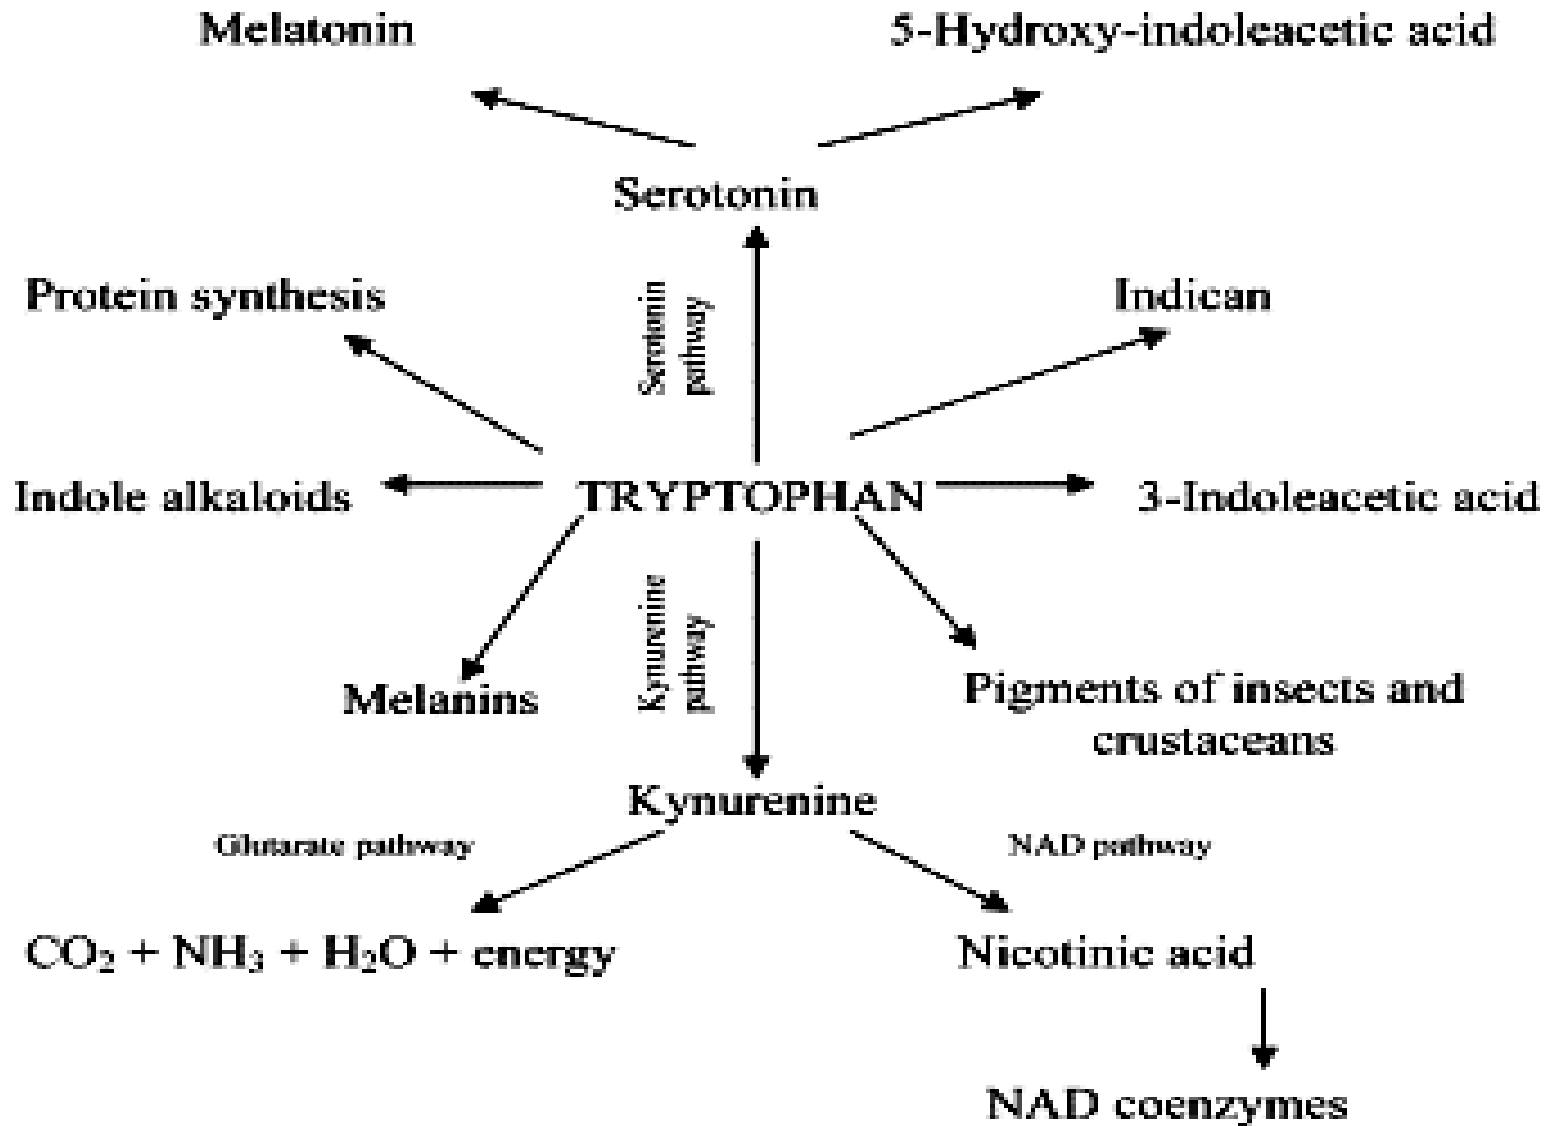 Melatonin
5-Hydroxy-indoleacetic acid
Serotonin
Protein synthesis
Serotonin
pathway
Indican
Indole alkaloids
TRYPTOPHAN
3-Indoleacetic acid
Kynurenine
pathway
Melanins
Pigments of insects and
crustaceans
Kynurenine
Glutarate pathway
NAD pathway
CO₂ + NH₃ + H₂O + energy
Nicotinic acid
NAD coenzymes